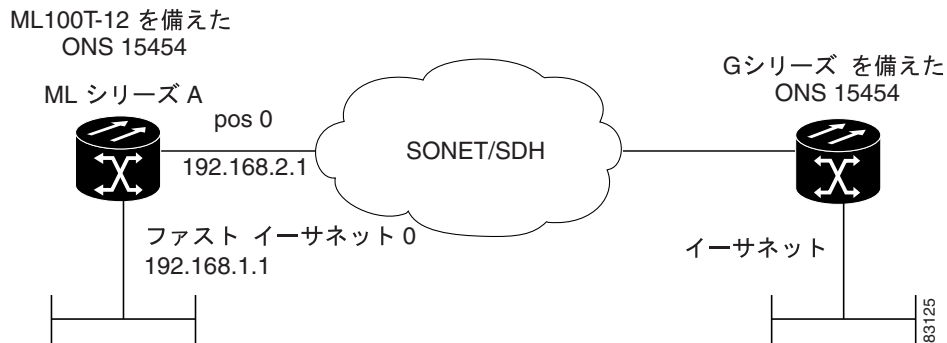 ML100T-12 を備えた
ONS 15454
ML シリーズ A
pos 0
192.168.2.1
SONET/SDH
Gシリーズ を備えた
ONS 15454
ファスト イーサネット 0
192.168.1.1
イーサネット
83125